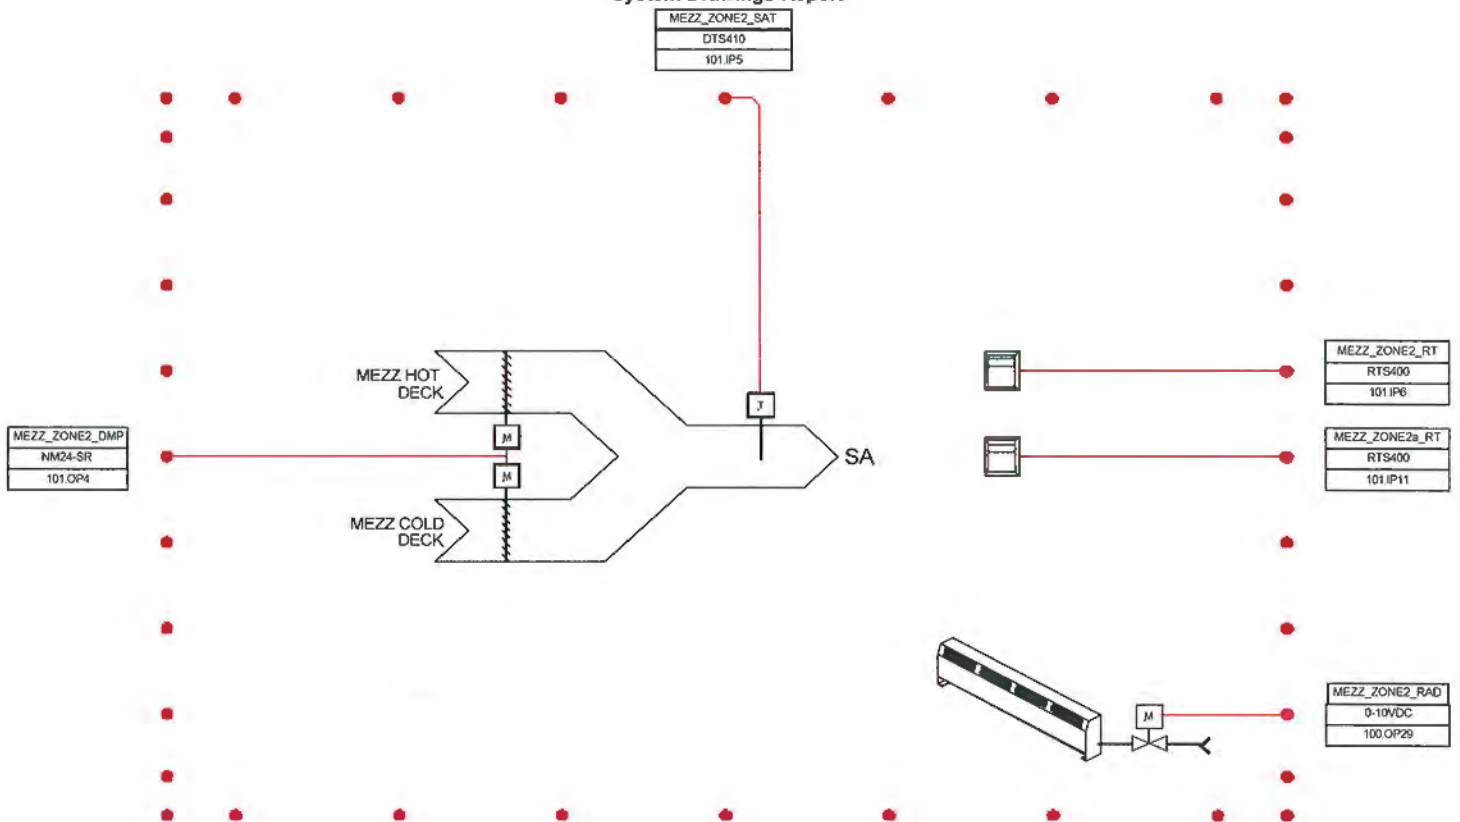 MEZZ_ZONE2_SAT
DTS410
101.IP5
MEZZ HOT
DECK
MEZZ_ZONE2_RT
RTS400
101.IP6
MEZZ_ZONE2_DMP
NM24-SR
101.OP4
M
M
T
SA
MEZZ_ZONE2a_RT
RTS400
101.IP11
MEZZ COLD
DECK
M
MEZZ_ZONE2_RAD
0-10VDC
100.OP29